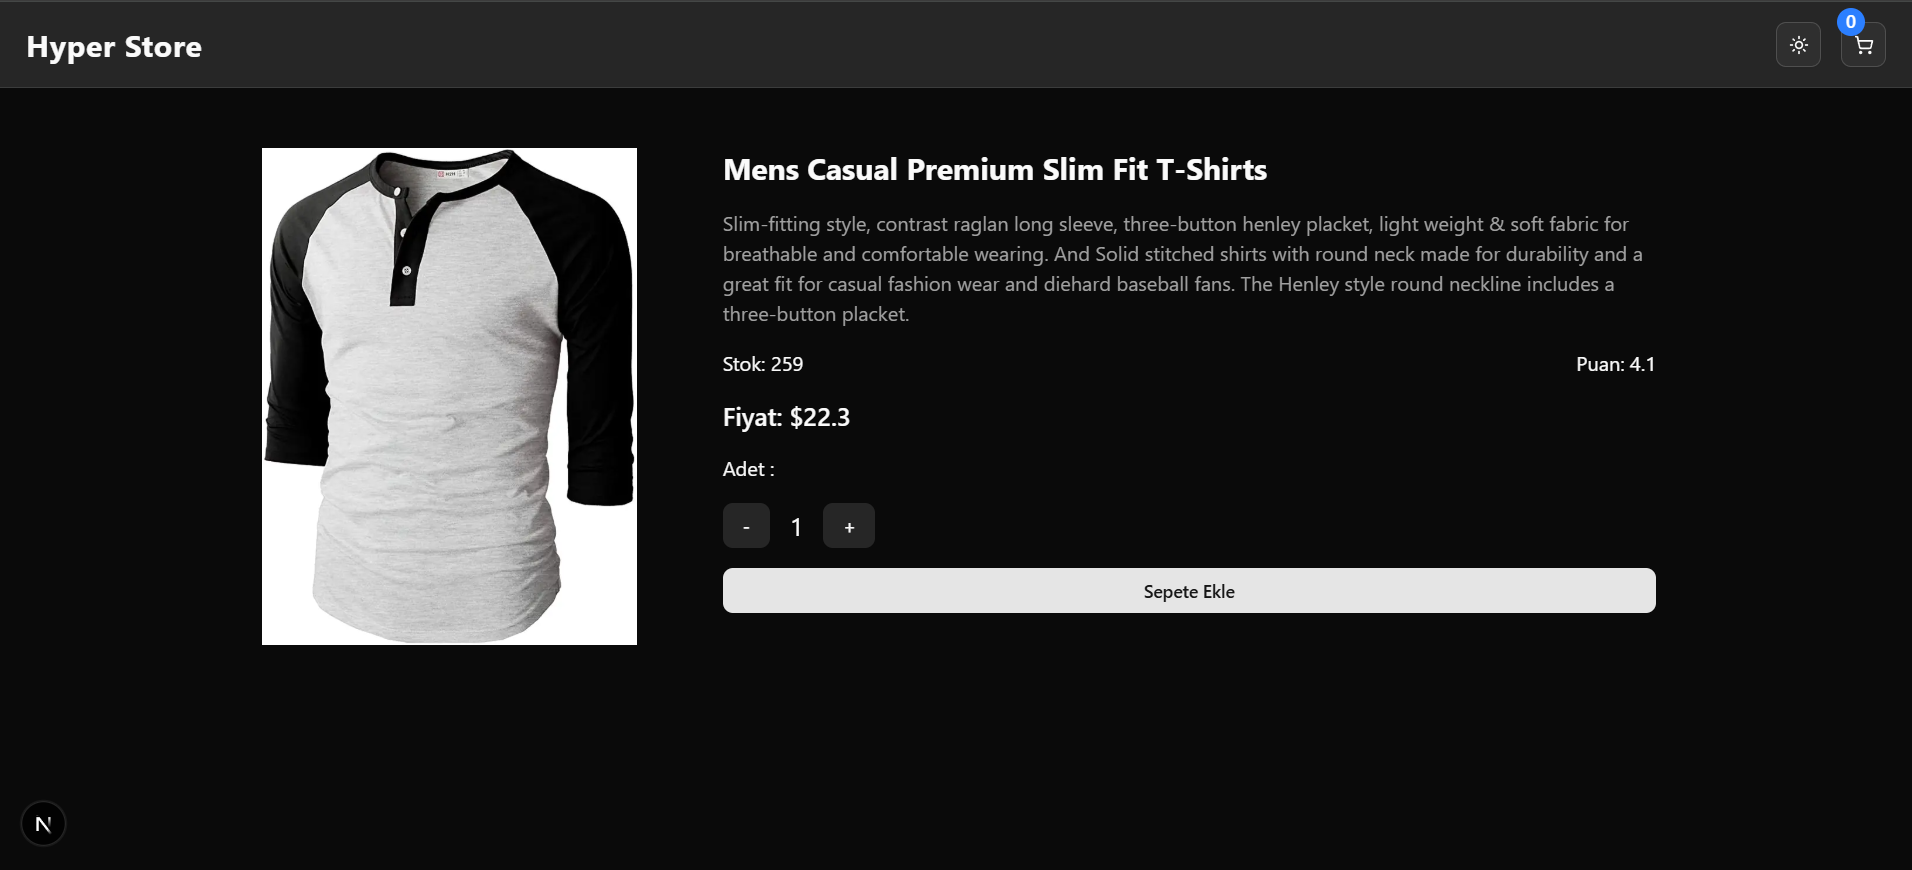 Hyper Store
0
Mens Casual Premium Slim Fit T-Shirts
Slim-fitting style, contrast raglan long sleeve, three-button henley placket, light weight & soft fabric for
breathable and comfortable wearing. And Solid stitched shirts with round neck made for durability and a
great fit for casual fashion wear and diehard baseball fans. The Henley style round neckline includes a
three-button placket.
Stok: 259
Puan: 4.1
Fiyat: $22.3
Adet :
- 1 +
Sepete Ekle
N